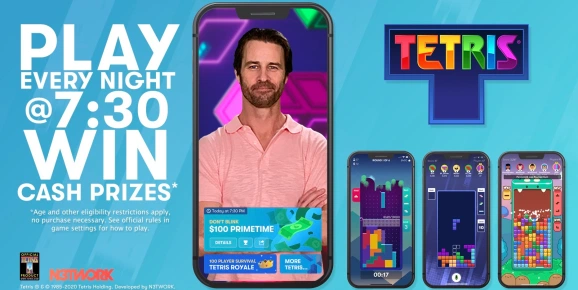 PLAY
EVERY NIGHT
@7:30
WIN
CASH PRIZES*
*Age and other eligibility restrictions apply,
no purchase necessary. See official rules in
game settings for how to play.
N3TWORK
Tetris ® & © 1985-2020 Tetris Holding. Developed by N3TWORK.
Today at 7:30 PM
DON'T BLINK
$100 PRIMETIME
DETAILS
100 PLAYER SURVIVAL
TETRIS ROYALE
MORE
TETRIS...
TETRIS®
00:17